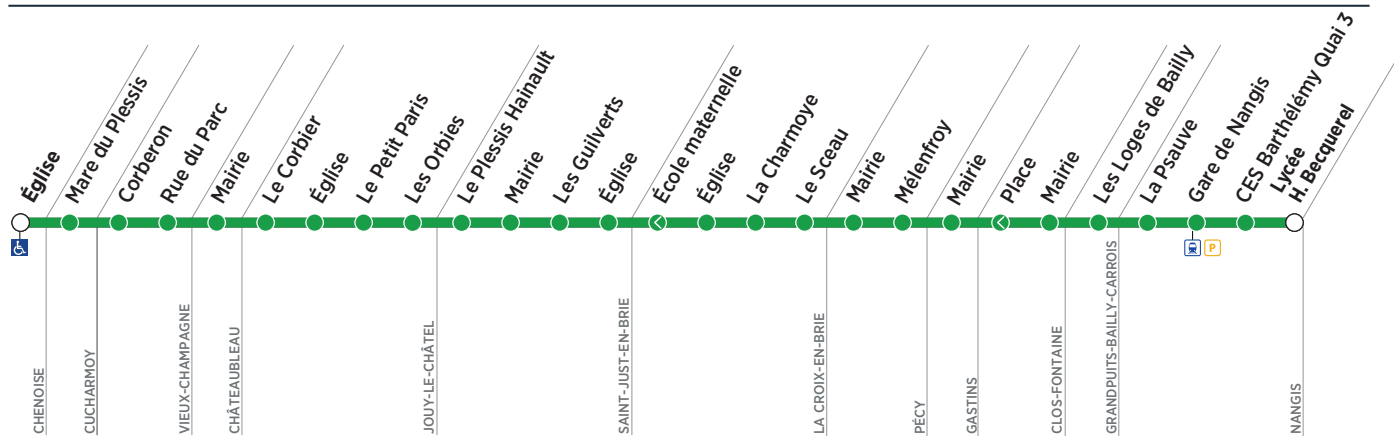 Église
Mare du Plessis
Corberon
Rue du Parc
Mairie
Le Corbier
Église
Le Petit Paris
Les Orbies
Le Plessis Hainault
Mairie
Les Guilverts
Église
École maternelle
Église
La Charmoye
Le Sceau
Mairie
Mélenfroy
Mairie
Place
Mairie
Les Loges de Bailly
La Psauve
Gare de Nangis
CES Barthélémy Quai 3
Lycée
H. Becquerel
P
CHENOISE
CUCHARMOY
VIEUX-CHAMPAGNE
CHÂTEAUBLEAU
JOUY-LE-CHÂTEL
SAINT-JUST-EN-BRIE
LA CROIX-EN-BRIE
PÉCY
GASTINS
CLOS-FONTAINE
GRANDPUITS-BAILLY-CARROIS
NANGIS